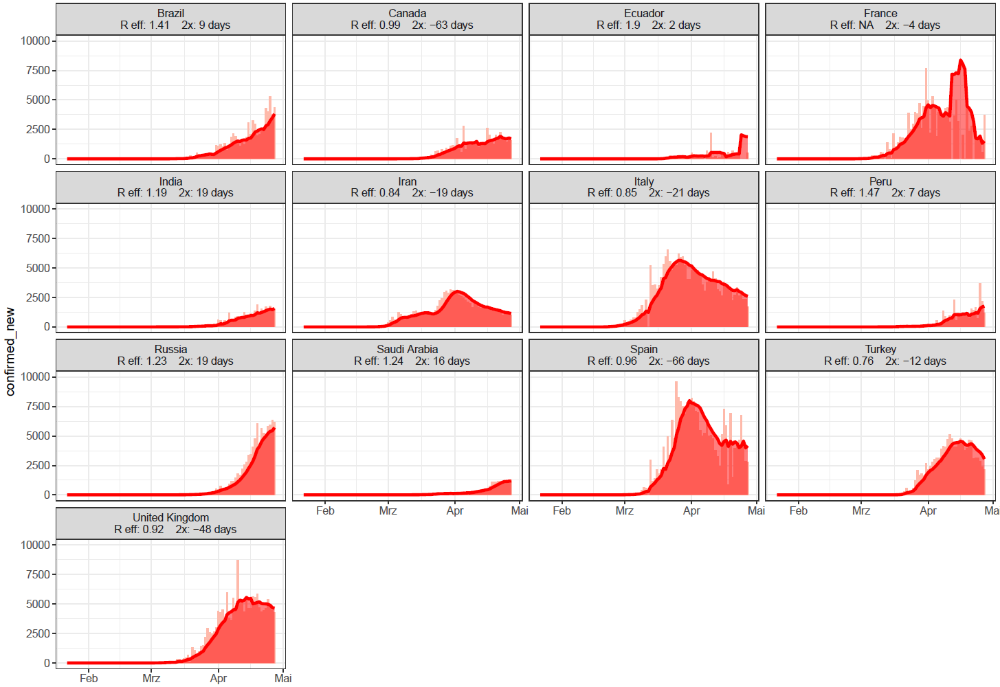 Brazil
R eff: 1.41    2x: 9 days
Canada
R eff: 0.99    2x: −63 days
Ecuador
R eff: 1.9    2x: 2 days
France
R eff: NA    2x: −4 days
10000
7500
5000
2500
0
India
R eff: 1.19    2x: 19 days
Iran
R eff: 0.84    2x: −19 days
Italy
R eff: 0.85    2x: −21 days
Peru
R eff: 1.47    2x: 7 days
10000
7500
5000
2500
0
confirmed_new
Russia
R eff: 1.23    2x: 19 days
Saudi Arabia
R eff: 1.24    2x: 16 days
Spain
R eff: 0.96    2x: −66 days
Turkey
R eff: 0.76    2x: −12 days
10000
7500
5000
2500
0
Feb Mrz Apr Mai
Feb Mrz Apr Mai
Feb Mrz Apr Ma
United Kingdom
R eff: 0.92    2x: −48 days
10000
7500
5000
2500
0
Feb Mrz Apr Mai